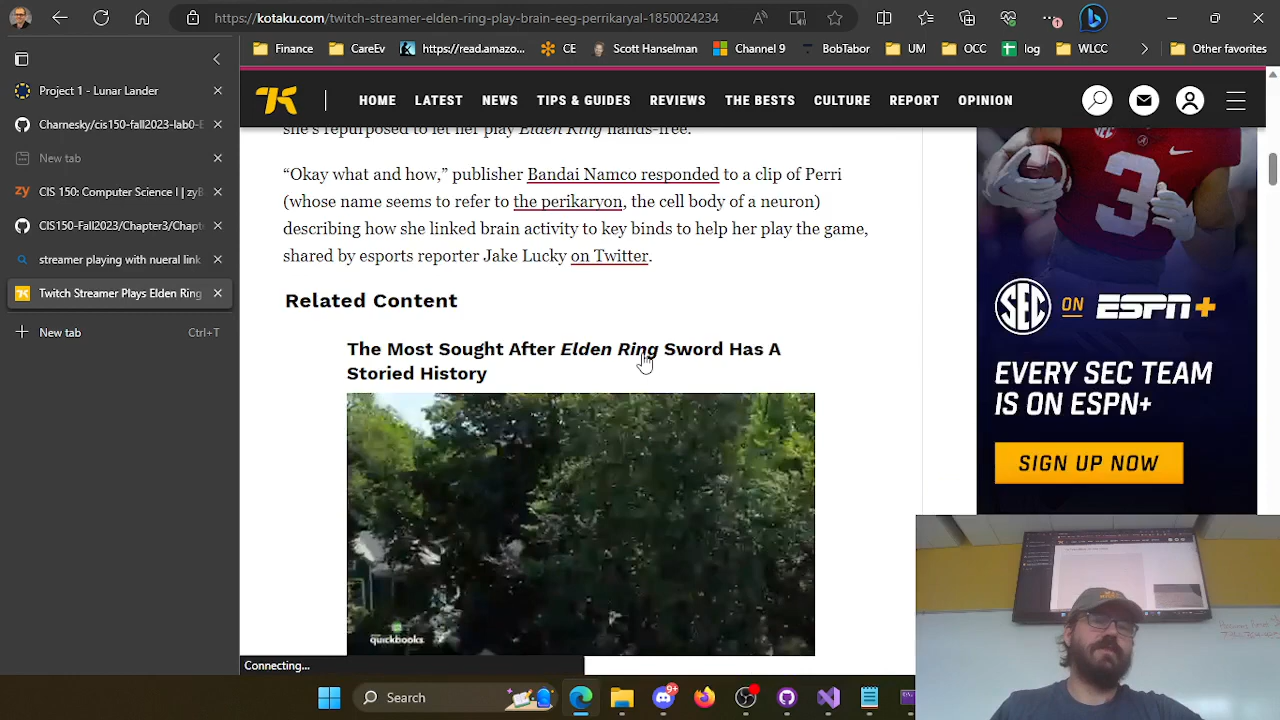 https://kotaku.com/twitch-streamer-elden-ring-play-brain-eeg-perrikaryal-1850024234
Finance
CareEv
https://read.amazo...
CE
Scott Hanselman
Channel 9
BobTabor
UM
OCC
log
WLCC
Other favorites
Project 1 - Lunar Lander
Charnesky/cis150-fall2023-lab0-E
New tab
CIS 150: Computer Science I | zyB
CIS150-Fall2023/Chapter3/Chapt
streamer playing with nueral link
Twitch Streamer Plays Elden Ring
New tab Ctrl+T
HOME LATEST NEWS TIPS & GUIDES REVIEWS THE BESTS CULTURE REPORT OPINION
she's repurposed to let her play Elden Ring hands-free.
“Okay what and how,” publisher Bandai Namco responded to a clip of Perri
(whose name seems to refer to the perikaryon, the cell body of a neuron)
describing how she linked brain activity to key binds to help her play the game,
shared by esports reporter Jake Lucky on Twitter.
Related Content
The Most Sought After Elden Ring Sword Has A
Storied History
quickbooks.
3
SEC ON ESPN+
EVERY SEC TEAM
IS ON ESPN+
SIGN UP NOW
Connecting...
Search
9+